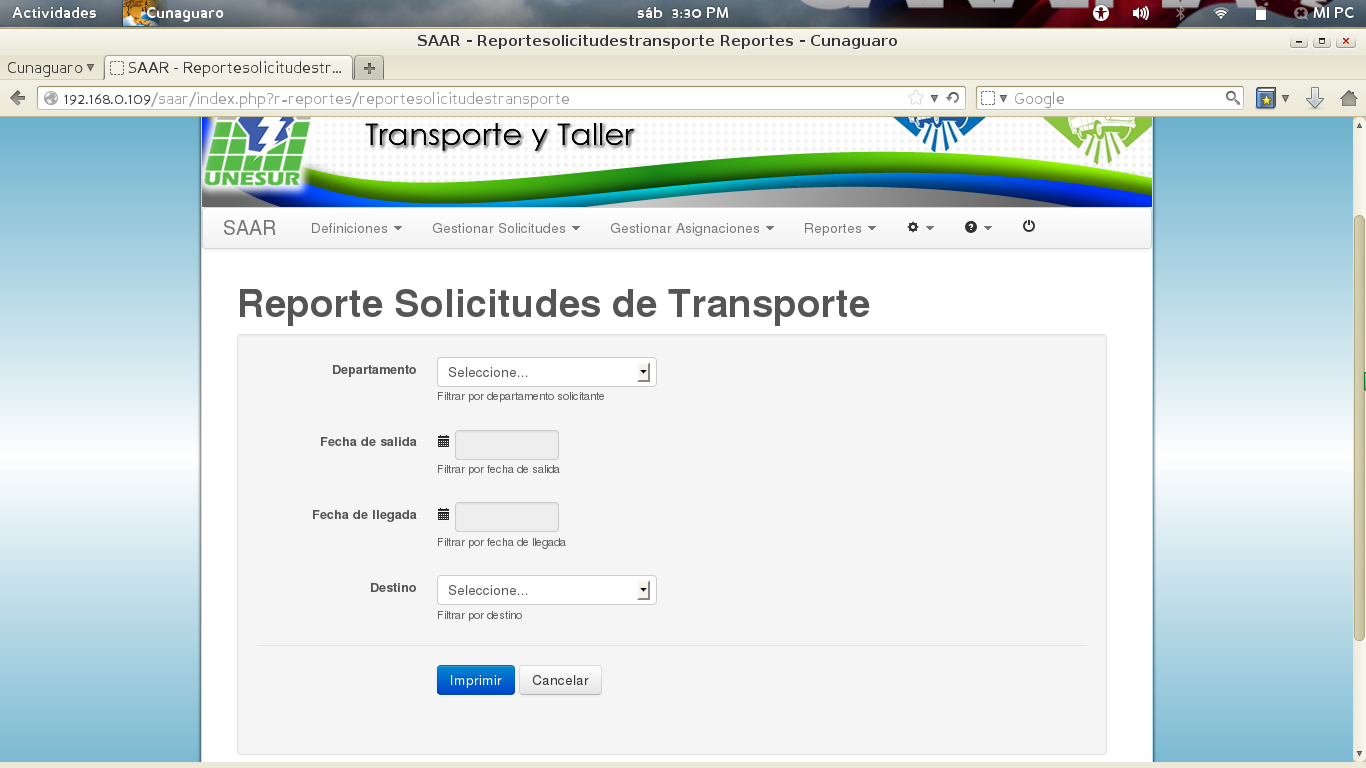 Actividades Cunaguaro sáb 3:30 PM MI PC
SAAR - Reportesolicitudestransporte Reportes - Cunaguaro
Cunaguaro SAAR - Reportesolicitudestr...
192.168.0.109/saar/index.php?r-reportes/reportesolicitudestransporte Google
Transporte y Taller
UNESUR
SAAR Definiciones Gestionar Solicitudes Gestionar Asignaciones Reportes
Reporte Solicitudes de Transporte
Departamento Seleccione...
Filtrar por departamento solicitante
Fecha de salida
Filtrar por fecha de salida
Fecha de llegada
Filtrar por fecha de llegada
Destino Seleccione...
Filtrar por destino
Imprimir Cancelar